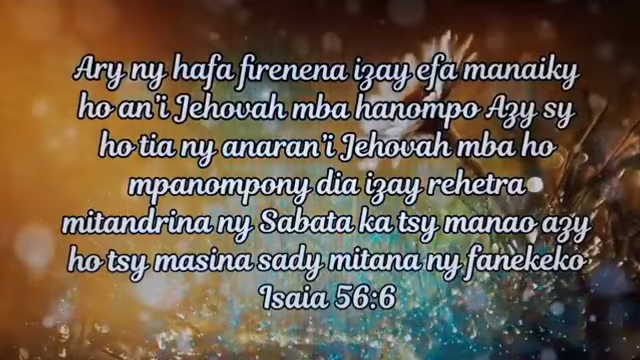 Ary ny hafa firenena izay efa manaiky
ho an'i Jehovah mba hanompo Azy sy
ho tia ny anaran'i Jehovah mba ho
mpanompony dia izay rehetra
mitandrina ny Sabata ka tsy manao azy
ho tsy masina sady mitana ny fanekeko
Isaia 56:6